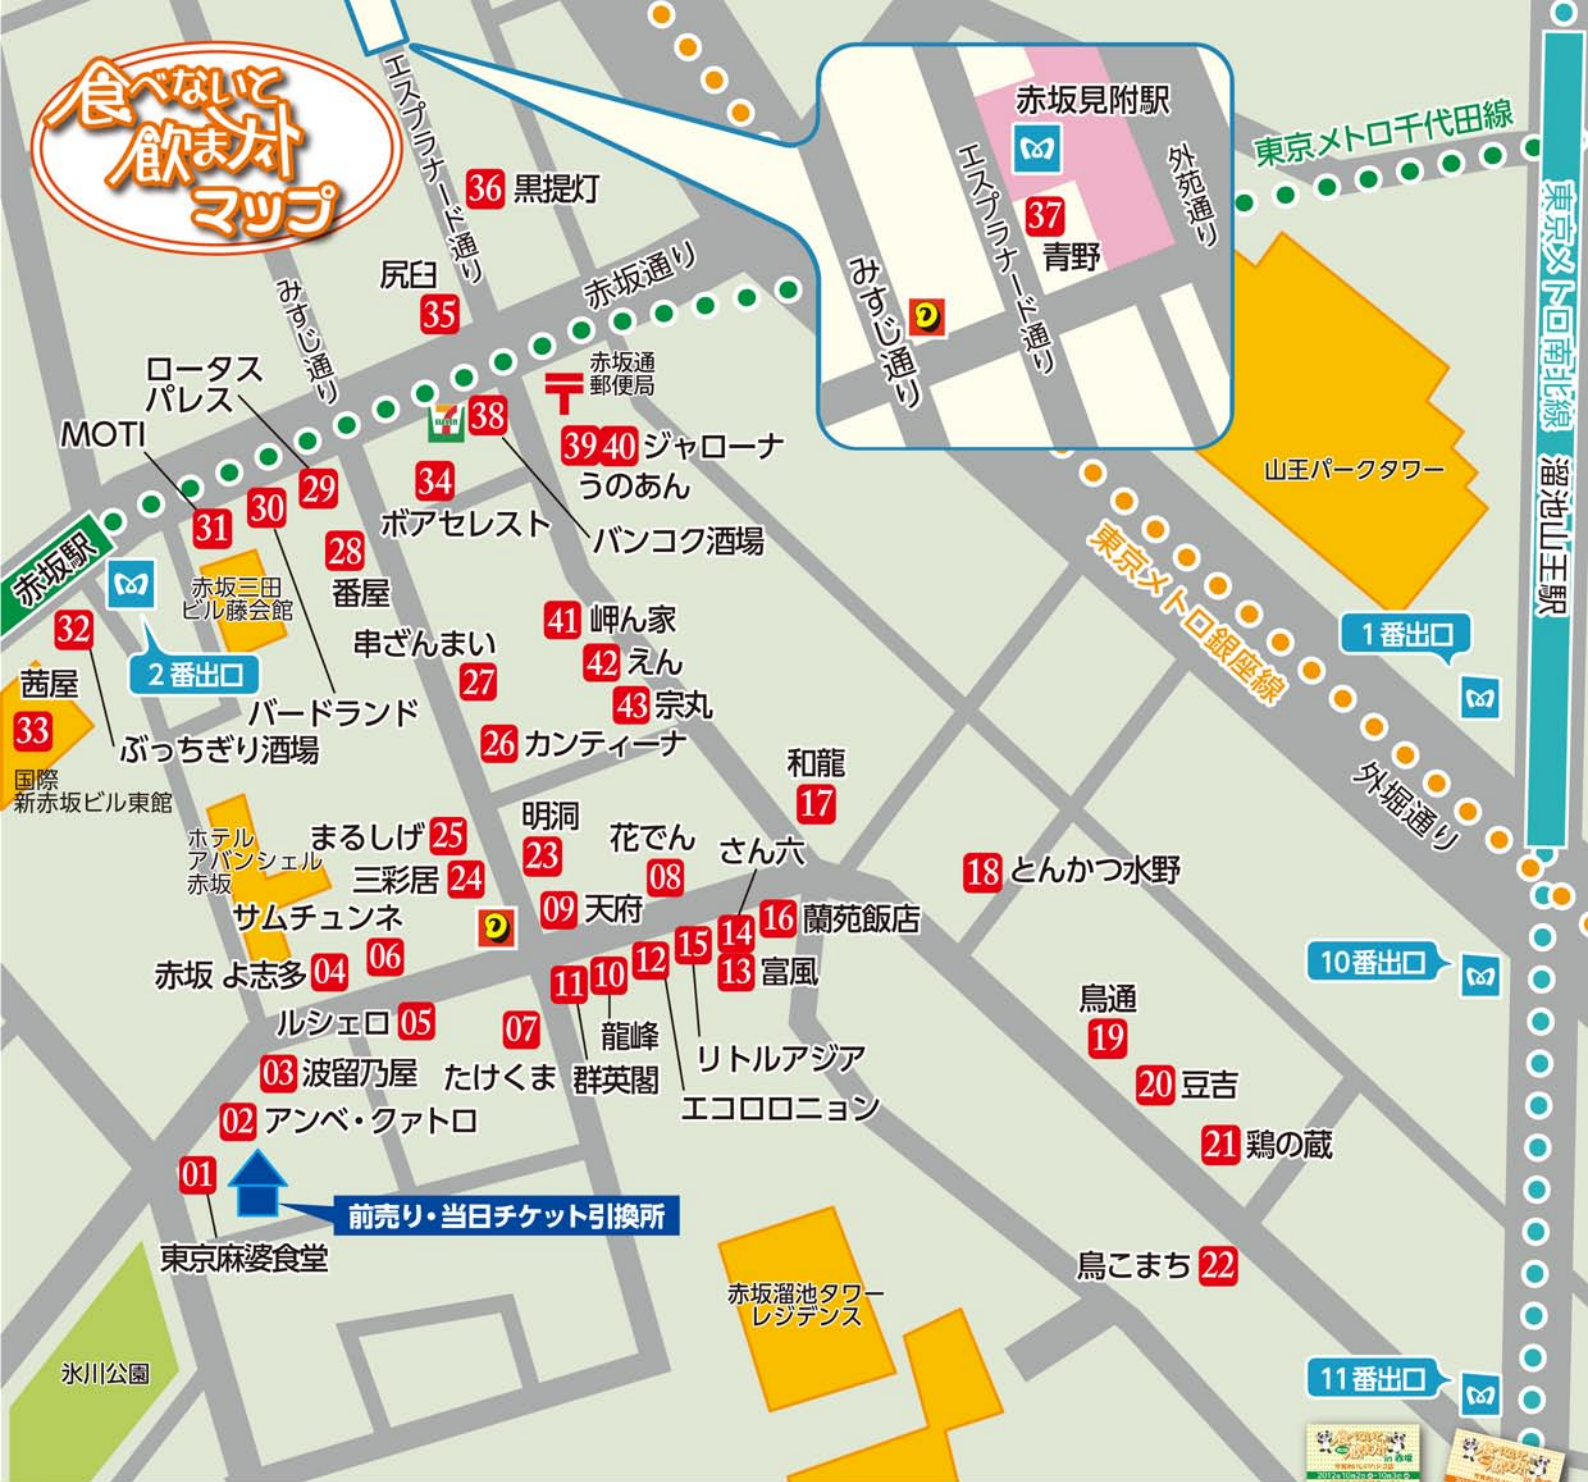 食べないと
飲まナイト
マップ
エスプラナード通り
36 黒提灯
尻臼
35
みすじ通り
赤坂通り
赤坂見附駅
エスプラナード通り
外苑通り
37
青野
みすじ通り
東京メトロ千代田線
東京メトロ南北線 溜池山王駅
山王パークタワー
ロータス
パレス
MOTI
赤坂通
郵便局
38
39 40 ジャローナ
うのあん
34
ボアセレスト
バンコク酒場
29
30
31
28
番屋
赤坂駅
赤坂三田
ビル藤会館
32
2番出口
茜屋
33
バードランド
ぶっちぎり酒場
国際
新赤坂ビル東館
串ざんまい
27
41 岬ん家
42 えん
43 宗丸
26 カンティーナ
東京メトロ銀座線
1番出口
外堀通り
和龍
17
ホテル
アバンシェル
赤坂
まるしげ 25
三彩居 24
明洞
23
花でん
08
さん六
18 とんかつ水野
サムチュンネ
06
09 天府
赤坂 よ志多 04
11
10
12
15
14
16 蘭苑飯店
13 富風
10番出口
ルシェロ 05
07
たけくま
龍峰
群英閣
リトルアジア
エコロロニョン
鳥通
19
20 豆吉
21 鶏の蔵
03 波留乃屋
02 アンベ・クァトロ
01
前売り・当日チケット引換所
東京麻婆食堂
鳥こまち 22
赤坂溜池タワー
レジデンス
氷川公園
11番出口
食べないと
in 赤坂
食べないと